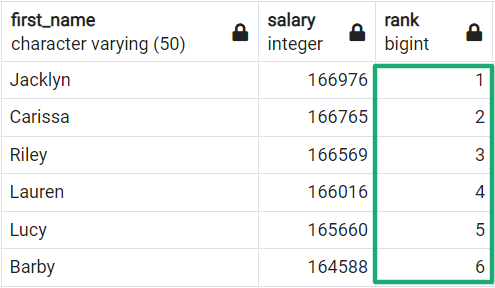 first_name salary rank
character varying (50) integer bigint
Jacklyn 166976 1
Carissa 166765 2
Riley 166569 3
Lauren 166016 4
Lucy 165660 5
Barby 164588 6